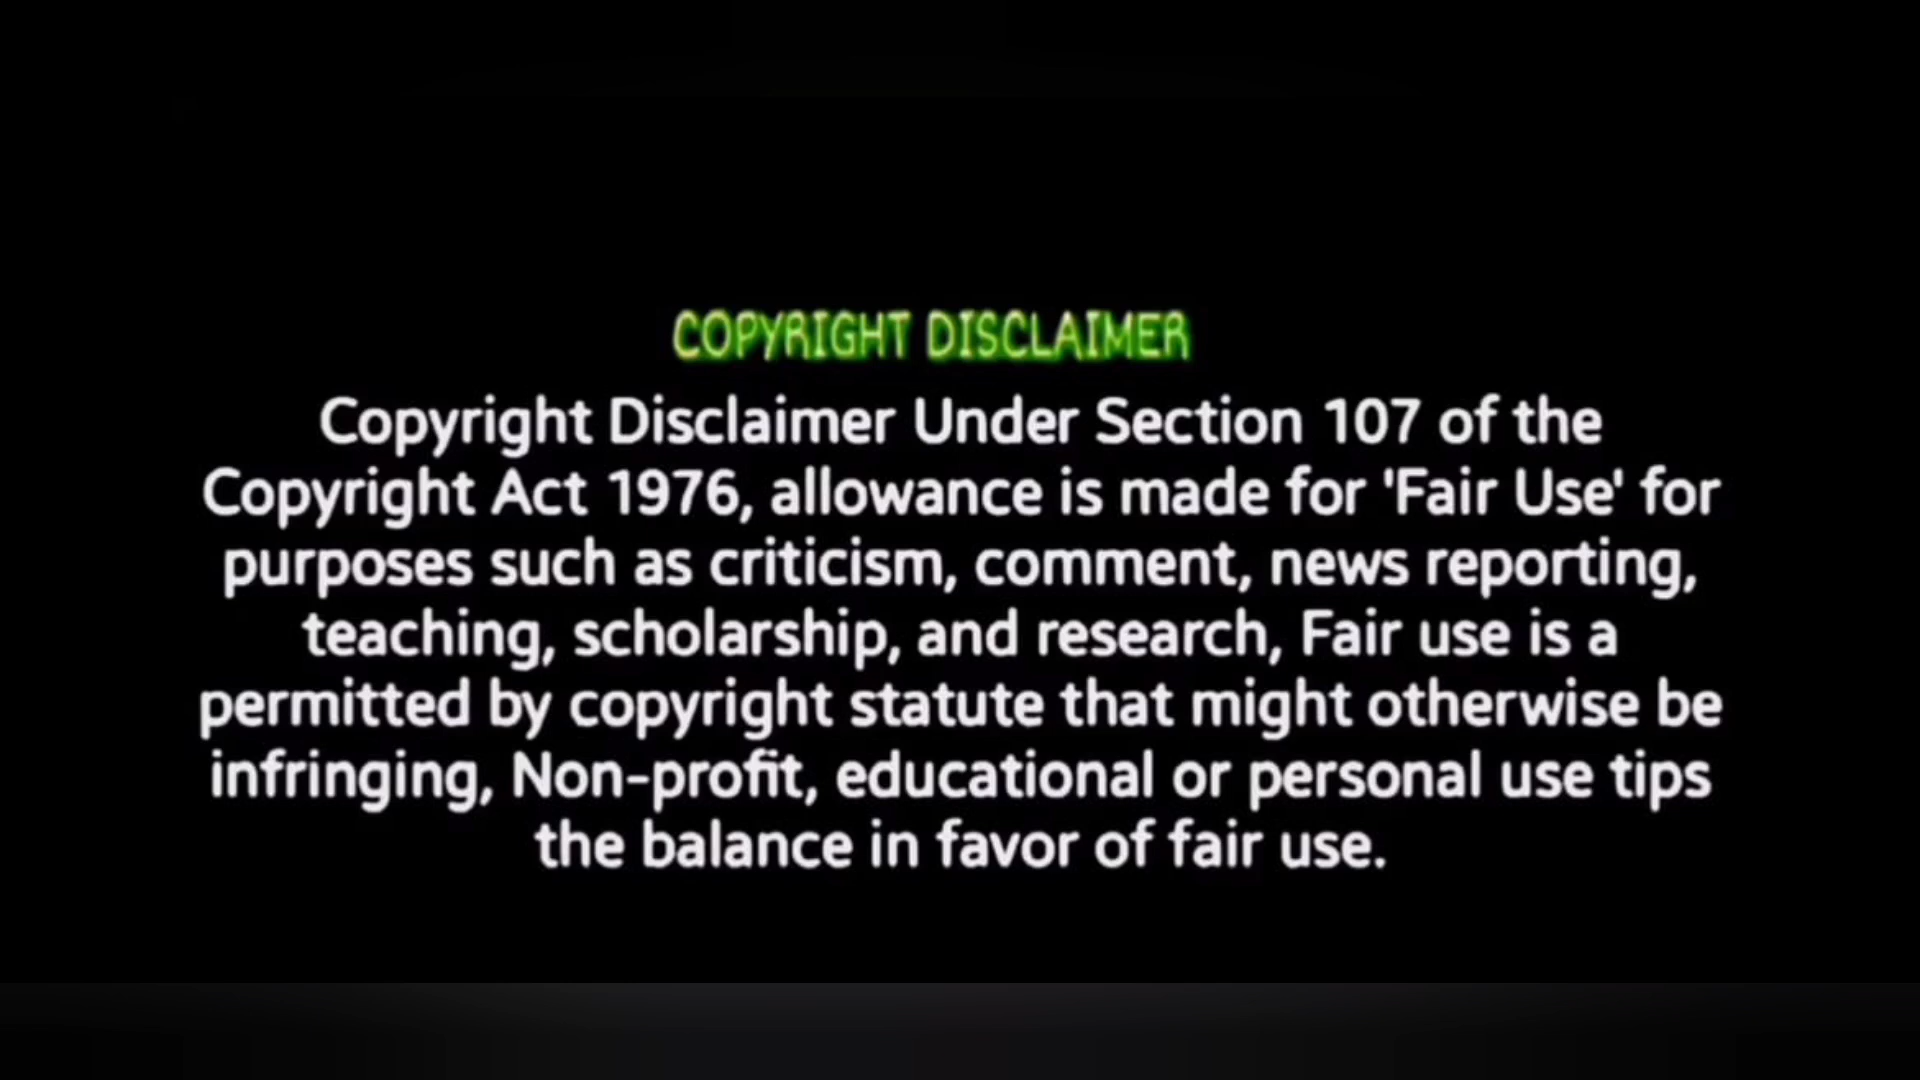 COPYRIGHT DISCLAIMER
Copyright Disclaimer Under Section 107 of the
Copyright Act 1976, allowance is made for 'Fair Use' for
purposes such as criticism, comment, news reporting,
teaching, scholarship, and research, Fair use is a
permitted by copyright statute that might otherwise be
infringing, Non-profit, educational or personal use tips
the balance in favor of fair use.